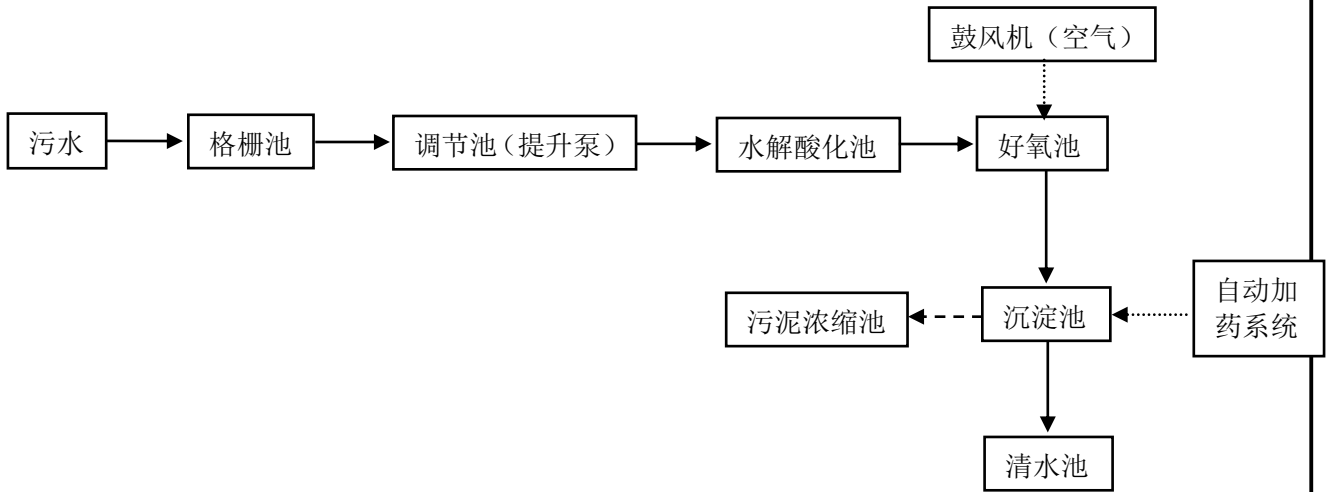 鼓风机（空气）
污水
格栅池
调节池（提升泵）
水解酸化池
好氧池
污泥浓缩池
沉淀池
自动加
药系统
清水池